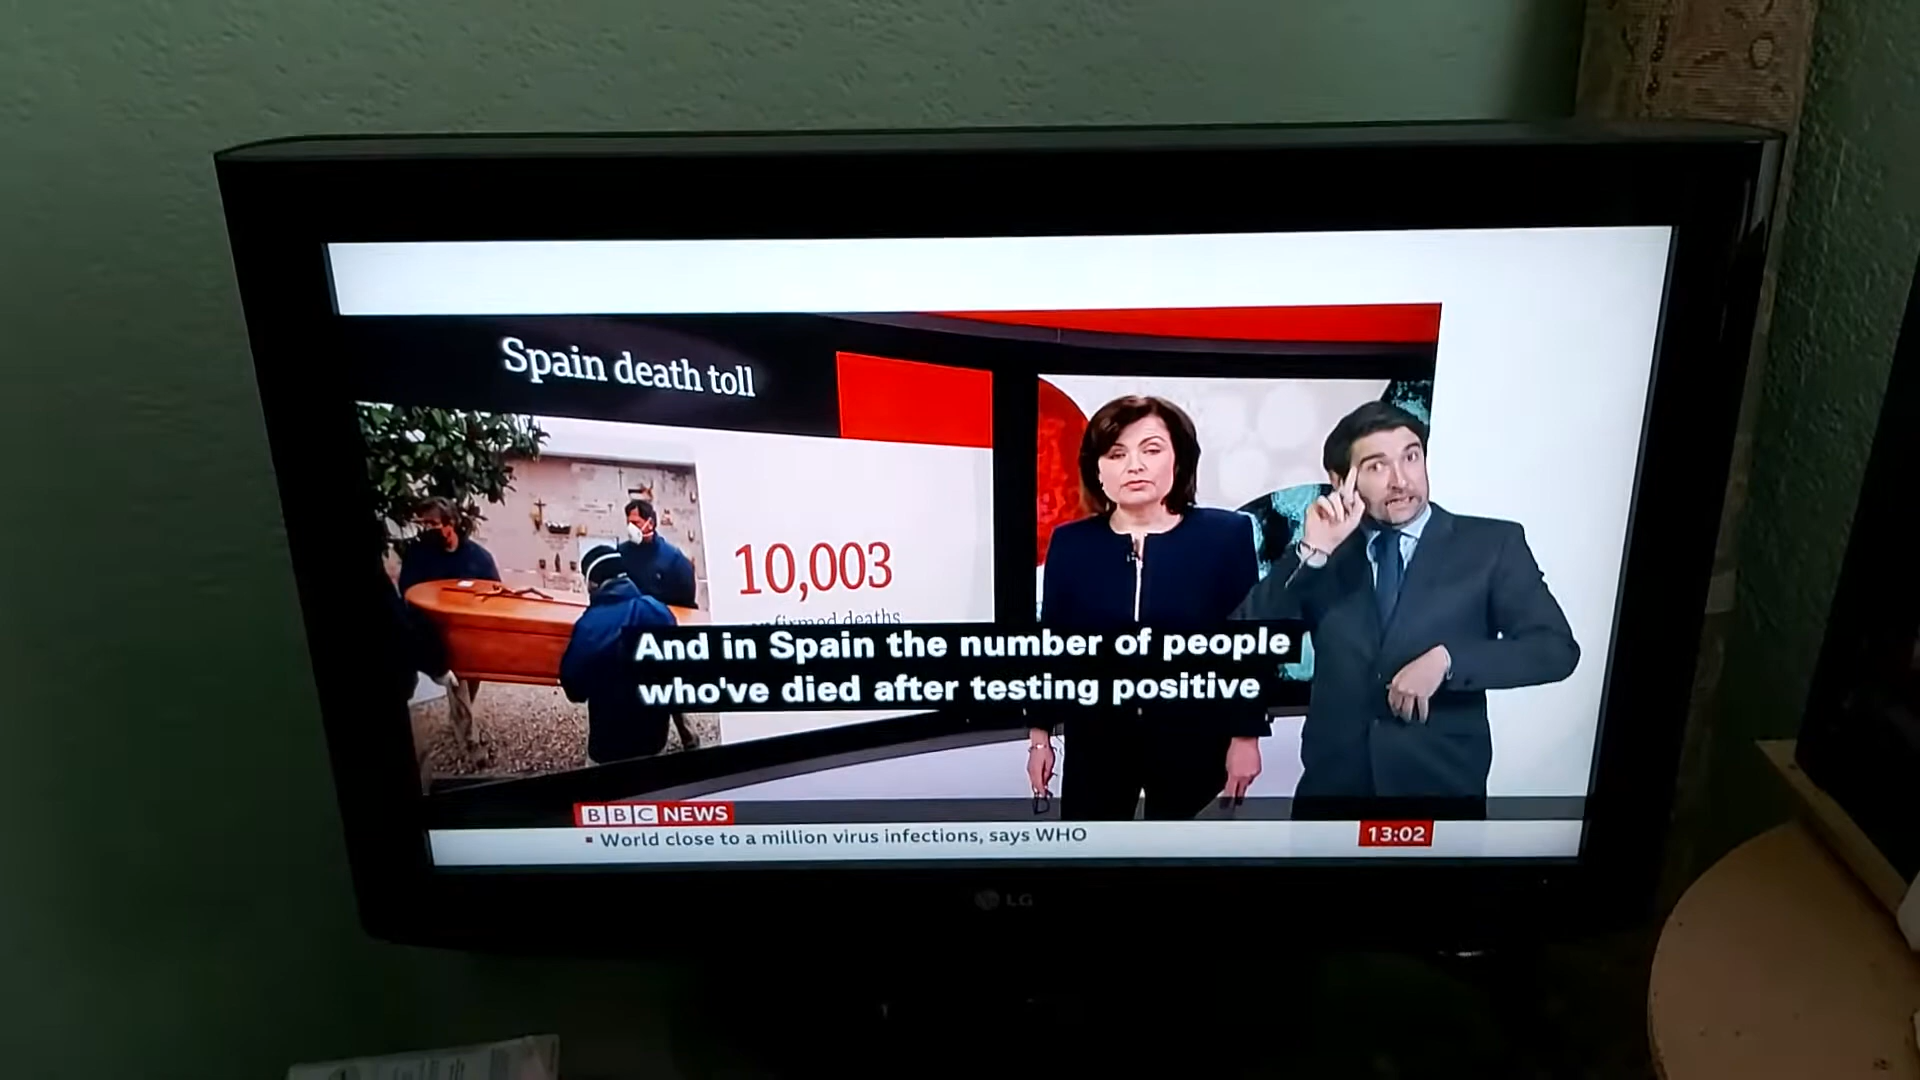 Spain death toll
10,003
deaths
And in Spain the number of people
who've died after testing positive
BBC NEWS
World close to a million virus infections, says WHO
13:02
LG